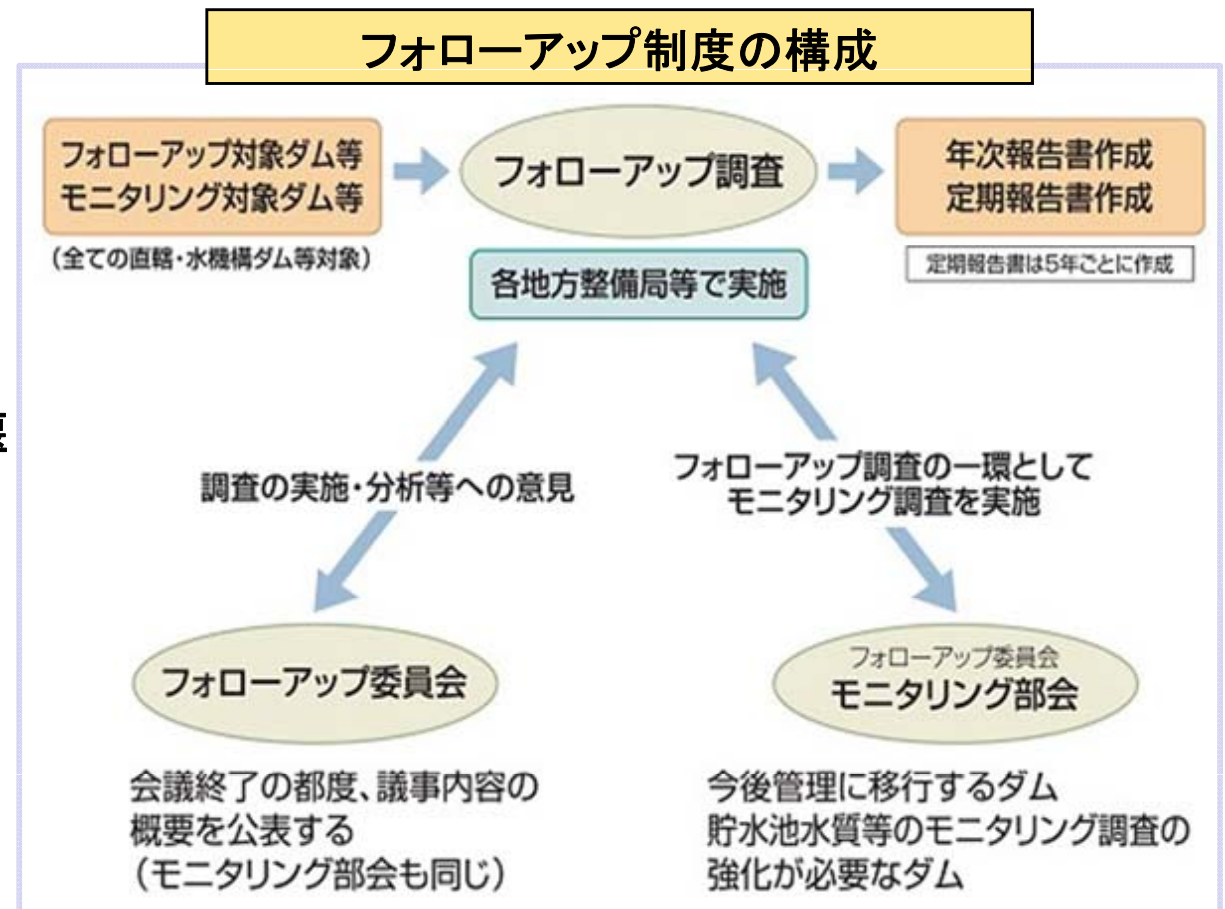 フォローアップ制度の構成
フォローアップ対象ダム等
モニタリング対象ダム等
(全ての直轄・水機構ダム等対象)
フォローアップ調査
各地方整備局等で実施
年次報告書作成
定期報告書作成
定期報告書は5年ごとに作成
調査の実施・分析等への意見
フォローアップ調査の一環として
モニタリング調査を実施
フォローアップ委員会
会議終了の都度、議事内容の
概要を公表する
(モニタリング部会も同じ)
フォローアップ委員会
モニタリング部会
今後管理に移行するダム
貯水池水質等のモニタリング調査の
強化が必要なダム